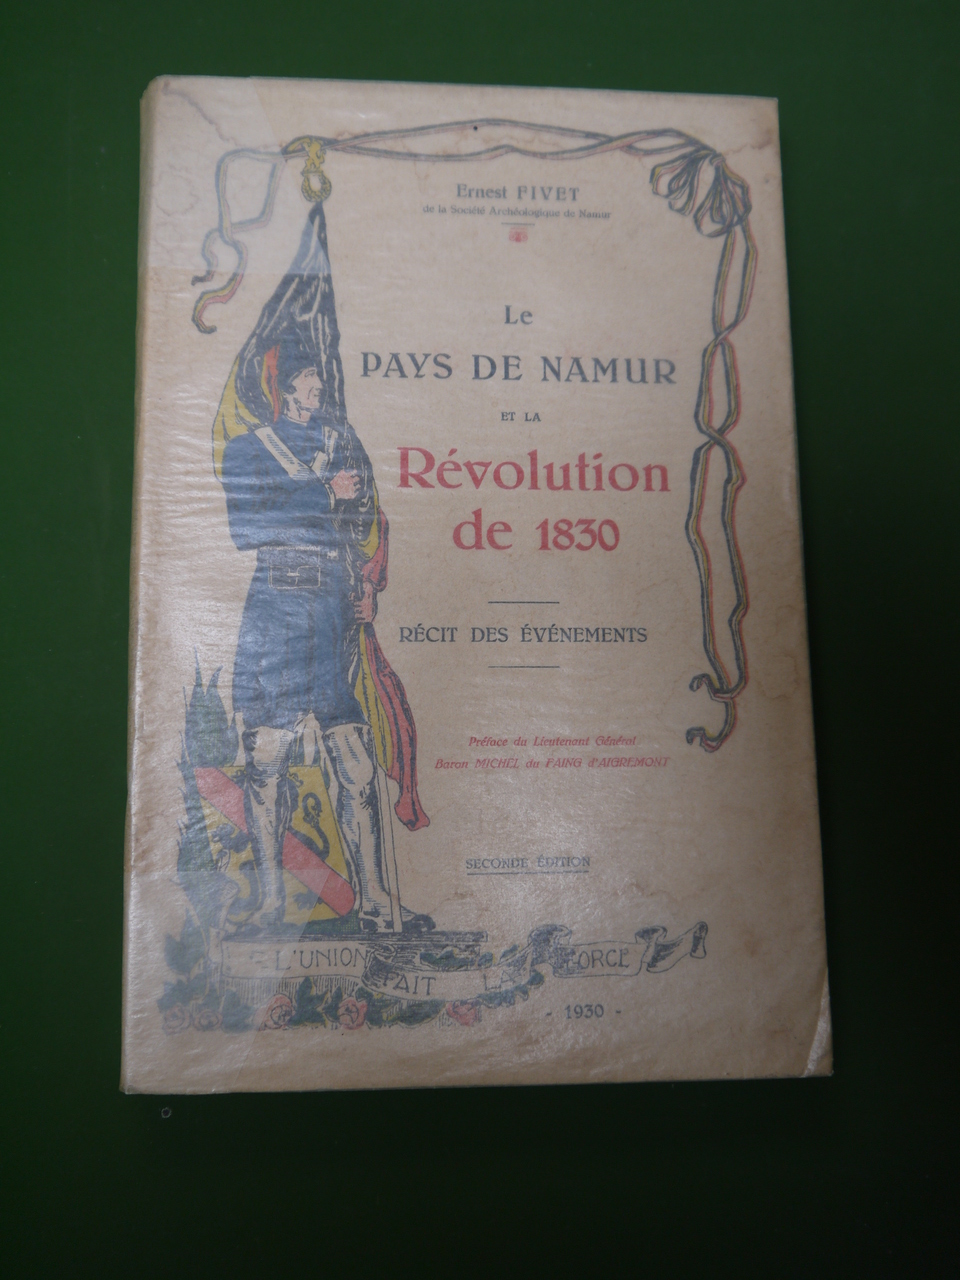 Ernest FIVET
de la Société Archéologique de Namur
Le
PAYS DE NAMUR
ET LA
Révolution
de 1830
RÉCIT DES ÉVÉNEMENTS
Préface du Lieutenant Général
Baron MICHEL du FAING d'AIGREMONT
SECONDE ÉDITION
L'UNION FAIT LA FORCE
- 1930 -